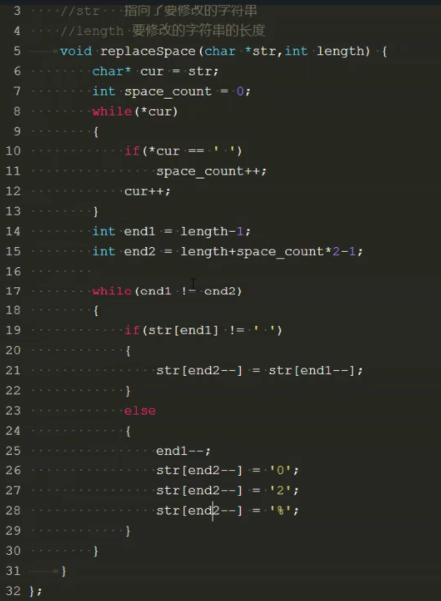 3 //str 指向了要修改的字符串
4 //length 要修改的字符串的长度
5 void replaceSpace(char *str,int length) {
6 char* cur = str;
7 int space_count = 0;
8 while(*cur)
9 {
10 if(*cur == ' ')
11 space_count++;
12 cur++;
13 }
14 int end1 = length-1;
15 int end2 = length+space_count*2-1;
16
17 while(end1 != end2)
18 {
19 if(str[end1] != ' ')
20 {
21 str[end2--] = str[end1--];
22 }
23 else
24 {
25 end1--;
26 str[end2--] = '0';
27 str[end2--] = '2';
28 str[end2--] = '%';
29 }
30 }
31 }
32 };